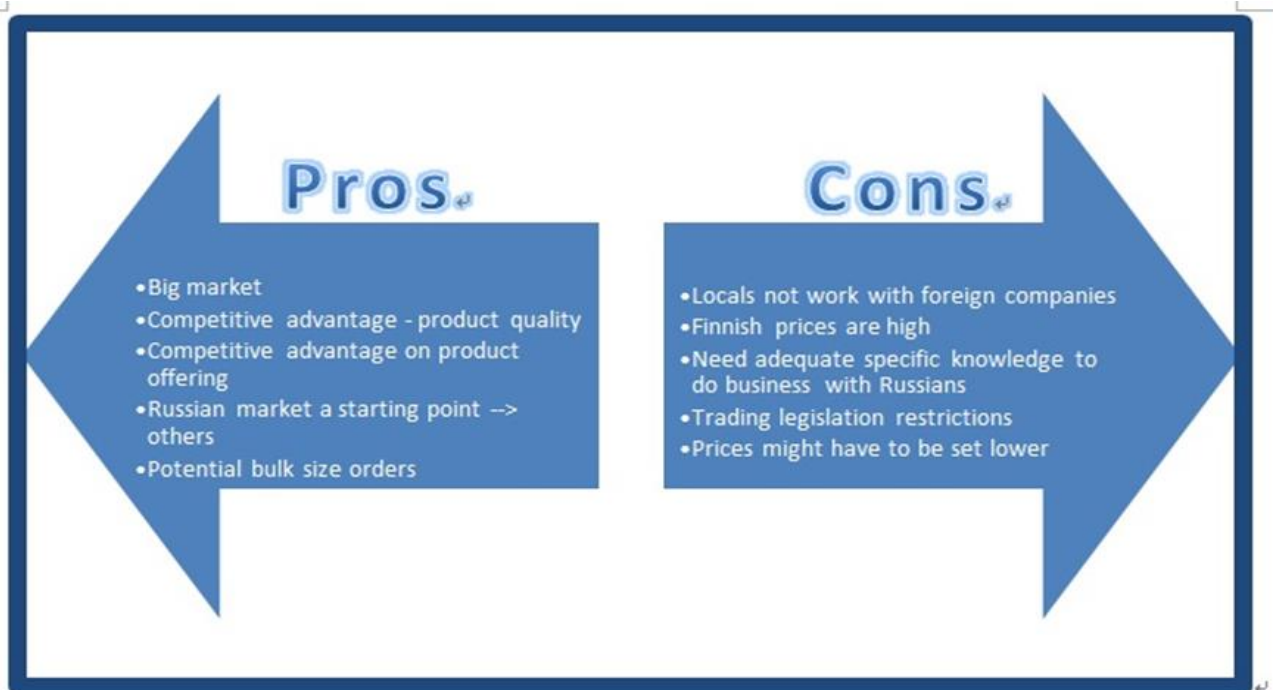 Pros
•Big market
•Competitive advantage - product quality
•Competitive advantage on product
offering
•Russian market a starting point -->
others
•Potential bulk size orders
Cons
•Locals not work with foreign companies
•Finnish prices are high
•Need adequate specific knowledge to
do business with Russians
•Trading legislation restrictions
•Prices might have to be set lower